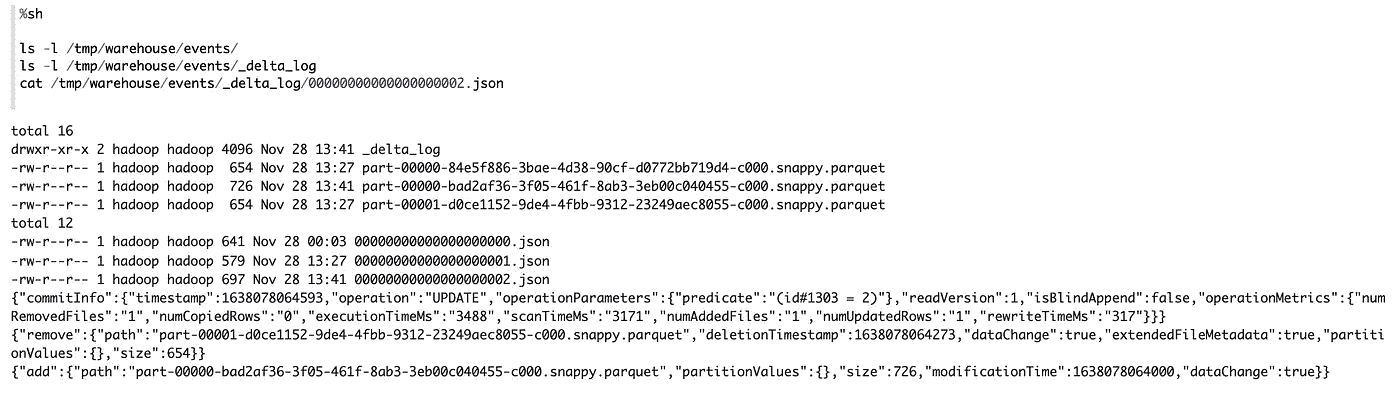 %sh
ls -l /tmp/warehouse/events/
ls -l /tmp/warehouse/events/_delta_log
cat /tmp/warehouse/events/_delta_log/00000000000000000002.json
total 16
drwxr-xr-x 2 hadoop hadoop 4096 Nov 28 13:41 _delta_log
-rw-r--r-- 1 hadoop hadoop  654 Nov 28 13:27 part-00000-84e5f886-3bae-4d38-90cf-d0772bb719d4-c000.snappy.parquet
-rw-r--r-- 1 hadoop hadoop  726 Nov 28 13:41 part-00000-bad2af36-3f05-461f-8ab3-3eb00c040455-c000.snappy.parquet
-rw-r--r-- 1 hadoop hadoop  654 Nov 28 13:27 part-00001-d0ce1152-9de4-4fbb-9312-23249aec8055-c000.snappy.parquet
total 12
-rw-r--r-- 1 hadoop hadoop 641 Nov 28 00:03 00000000000000000000.json
-rw-r--r-- 1 hadoop hadoop 579 Nov 28 13:27 00000000000000000001.json
-rw-r--r-- 1 hadoop hadoop 697 Nov 28 13:41 00000000000000000002.json
{"commitInfo":{"timestamp":1638078064593,"operation":"UPDATE","operationParameters":{"predicate":"(id#1303 = 2)"},"readVersion":1,"isBlindAppend":false,"operationMetrics":{"num
RemovedFiles":"1","numCopiedRows":"0","executionTimeMs":"3488","scanTimeMs":"3171","numAddedFiles":"1","numUpdatedRows":"1","rewriteTimeMs":"317"}}}
{"remove":{"path":"part-00001-d0ce1152-9de4-4fbb-9312-23249aec8055-c000.snappy.parquet","deletionTimestamp":1638078064273,"dataChange":true,"extendedFileMetadata":true,"partiti
onValues":{},"size":654}}
{"add":{"path":"part-00000-bad2af36-3f05-461f-8ab3-3eb00c040455-c000.snappy.parquet","partitionValues":{},"size":726,"modificationTime":1638078064000,"dataChange":true}}